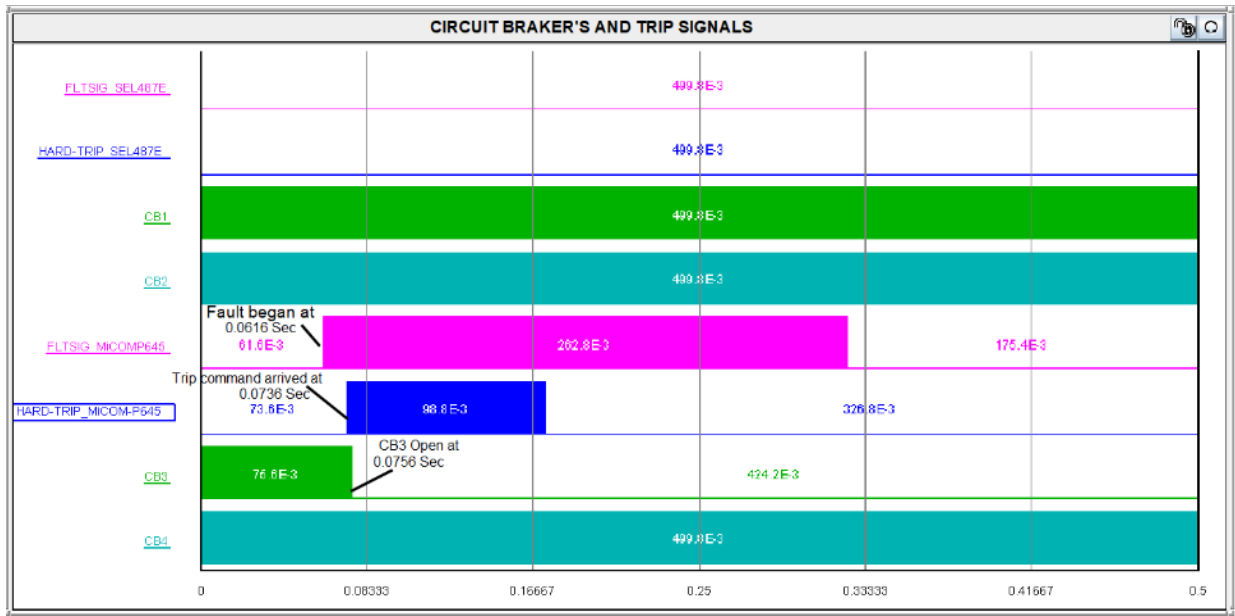 CIRCUIT BRAKER'S AND TRIP SIGNALS
FLTSIG_SEL487E
499.8E-3
HARD-TRIP_SEL487E
499.8E-3
CB1
499.8E-3
CB2
499.8E-3
Fault began at
0.0616 Sec
FLTSIG_MICOMP645
61.6E-3
262.8E-3
175.4E-3
Trip command arrived at
0.0736 Sec
HARD-TRIP_MICOM-P645
73.6E-3
98.8E-3
326.8E-3
CB3 Open at
0.0756 Sec
CB3
75.6E-3
424.2E-3
CB4
499.8E-3
0 0.08333 0.16667 0.25 0.33333 0.41667 0.5